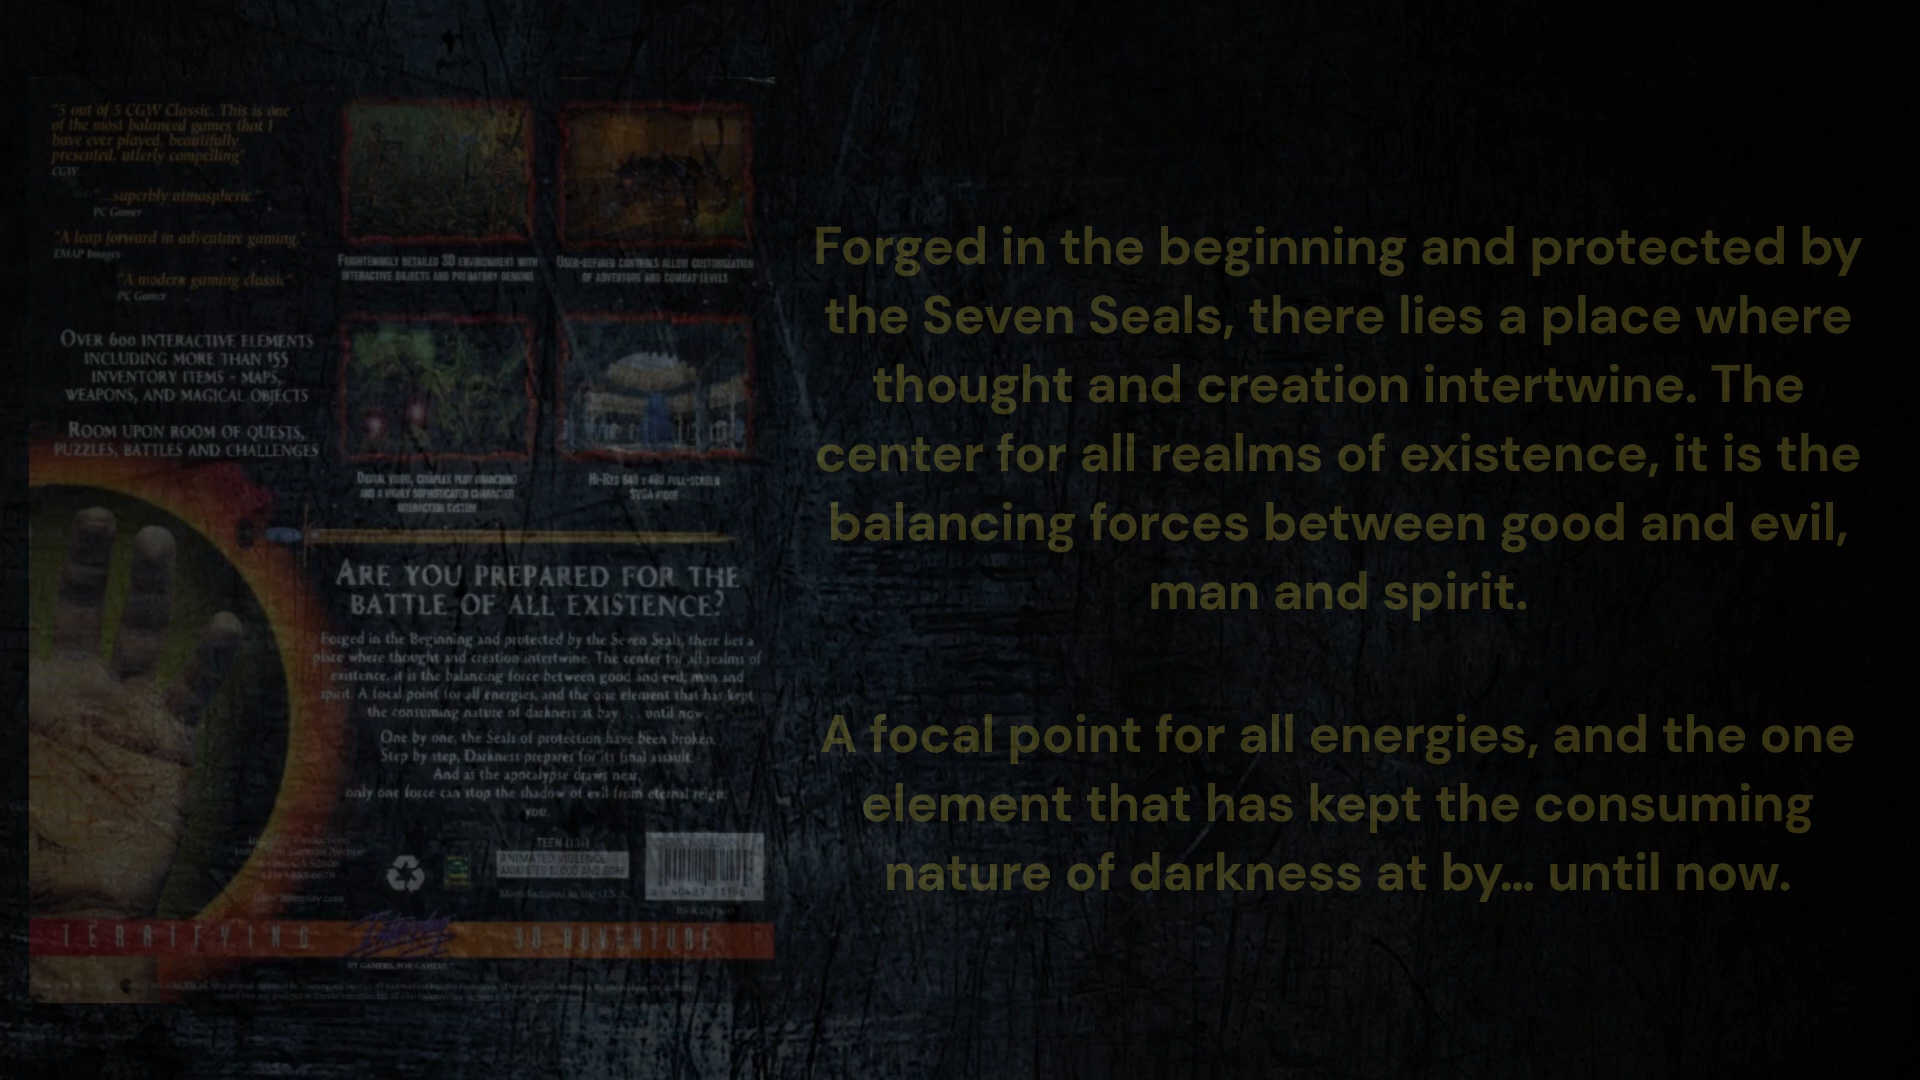 "5 out of 5 CGW Classic. This is one
of the most balanced games that I
have ever played, beautifully
presented, utterly compelling"
CGW
"...superbly atmospheric."
PC Gamer
"A leap forward in adventure gaming."
EMAP Images
"A modern gaming classic"
PC Gamer
OVER 600 INTERACTIVE ELEMENTS
INCLUDING MORE THAN 155
INVENTORY ITEMS - MAPS,
WEAPONS, AND MAGICAL OBJECTS
ROOM UPON ROOM OF QUESTS,
PUZZLES, BATTLES AND CHALLENGES
FRIGHTENINGLY DETAILED 3D ENVIRONMENT WITH
INTERACTIVE OBJECTS AND PREDATORY DEMONS
USER-DEFINED CONTROLS ALLOW CUSTOMIZATION
OF ADVENTURE AND COMBAT LEVELS
DIGITAL VIDEO, COMPLEX PLOT BRANCHING
AND A HIGHLY SOPHISTICATED CHARACTER
INTERACTION SYSTEM
HI-RES 640 x 480 FULL-SCREEN
SVGA MODE
ARE YOU PREPARED FOR THE
BATTLE OF ALL EXISTENCE?
Forged in the Beginning and protected by the Seven Seals, there lies a
place where thought and creation intertwine. The center for all realms of
existence, it is the balancing force between good and evil, man and
spirit. A focal point for all energies, and the one element that has kept
the consuming nature of darkness at bay . . . until now.
One by one, the Seals of protection have been broken.
Step by step, Darkness prepares for its final assault.
And as the apocalypse draws near,
only one force can stop the shadow of evil from eternal reign:
you.
TEEN (13+)
ANIMATED VIOLENCE
ANIMATED BLOOD AND GORE
Manufactured in the U.S.A.
TERRIFYING
Interplay
3D ADVENTURE
BY GAMERS, FOR GAMERS.
Forged in the beginning and protected by
the Seven Seals, there lies a place where
thought and creation intertwine. The
center for all realms of existence, it is the
balancing forces between good and evil,
man and spirit.
A focal point for all energies, and the one
element that has kept the consuming
nature of darkness at by... until now.